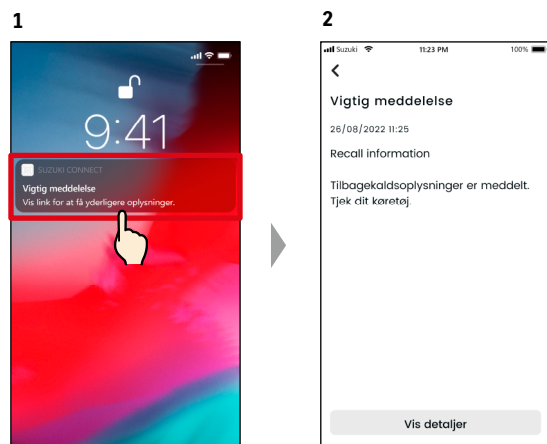 1
9:41
SUZUKI CONNECT
Vigtig meddelelse
Vis link for at få yderligere oplysninger.
2
Suzuki 11:23 PM 100%
Vigtig meddelelse
26/08/2022 11:25
Recall information
Tilbagekaldsoplysninger er meddelt.
Tjek dit køretøj.
Vis detaljer